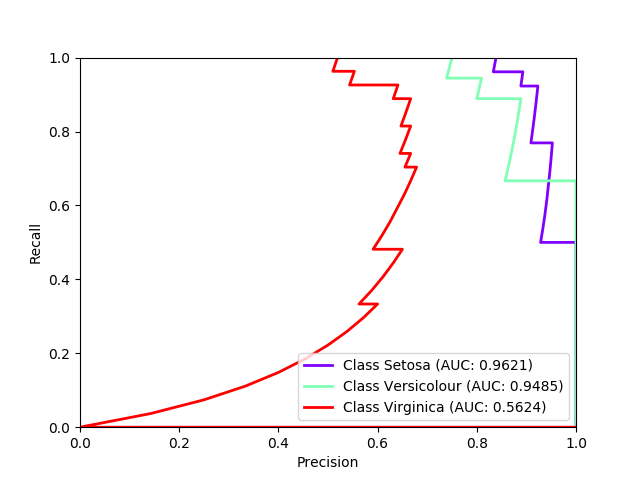 1.0
0.8
0.6
0.4
0.2
0.0
Recall
Class Setosa (AUC: 0.9621)
Class Versicolour (AUC: 0.9485)
Class Virginica (AUC: 0.5624)
0.0 0.2 0.4 0.6 0.8 1.0
Precision